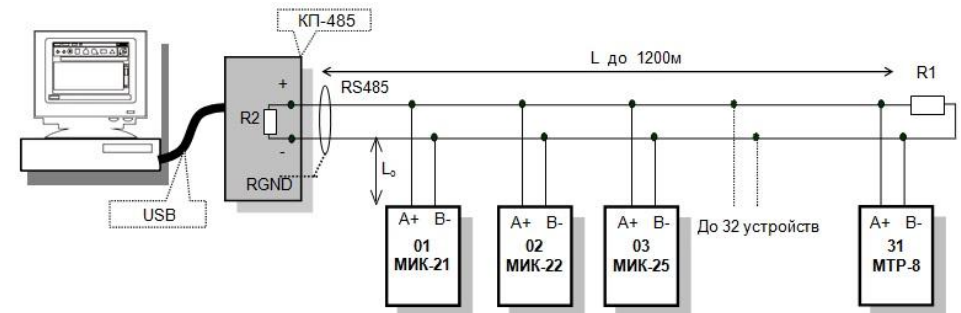 КП-485
L до 1200м
R1
+
RS485
R2
-
RGND
L₀
USB
A+ B-
01
МИК-21
A+ B-
02
МИК-22
A+ B-
03
МИК-25
До 32 устройств
A+ B-
31
МТР-8